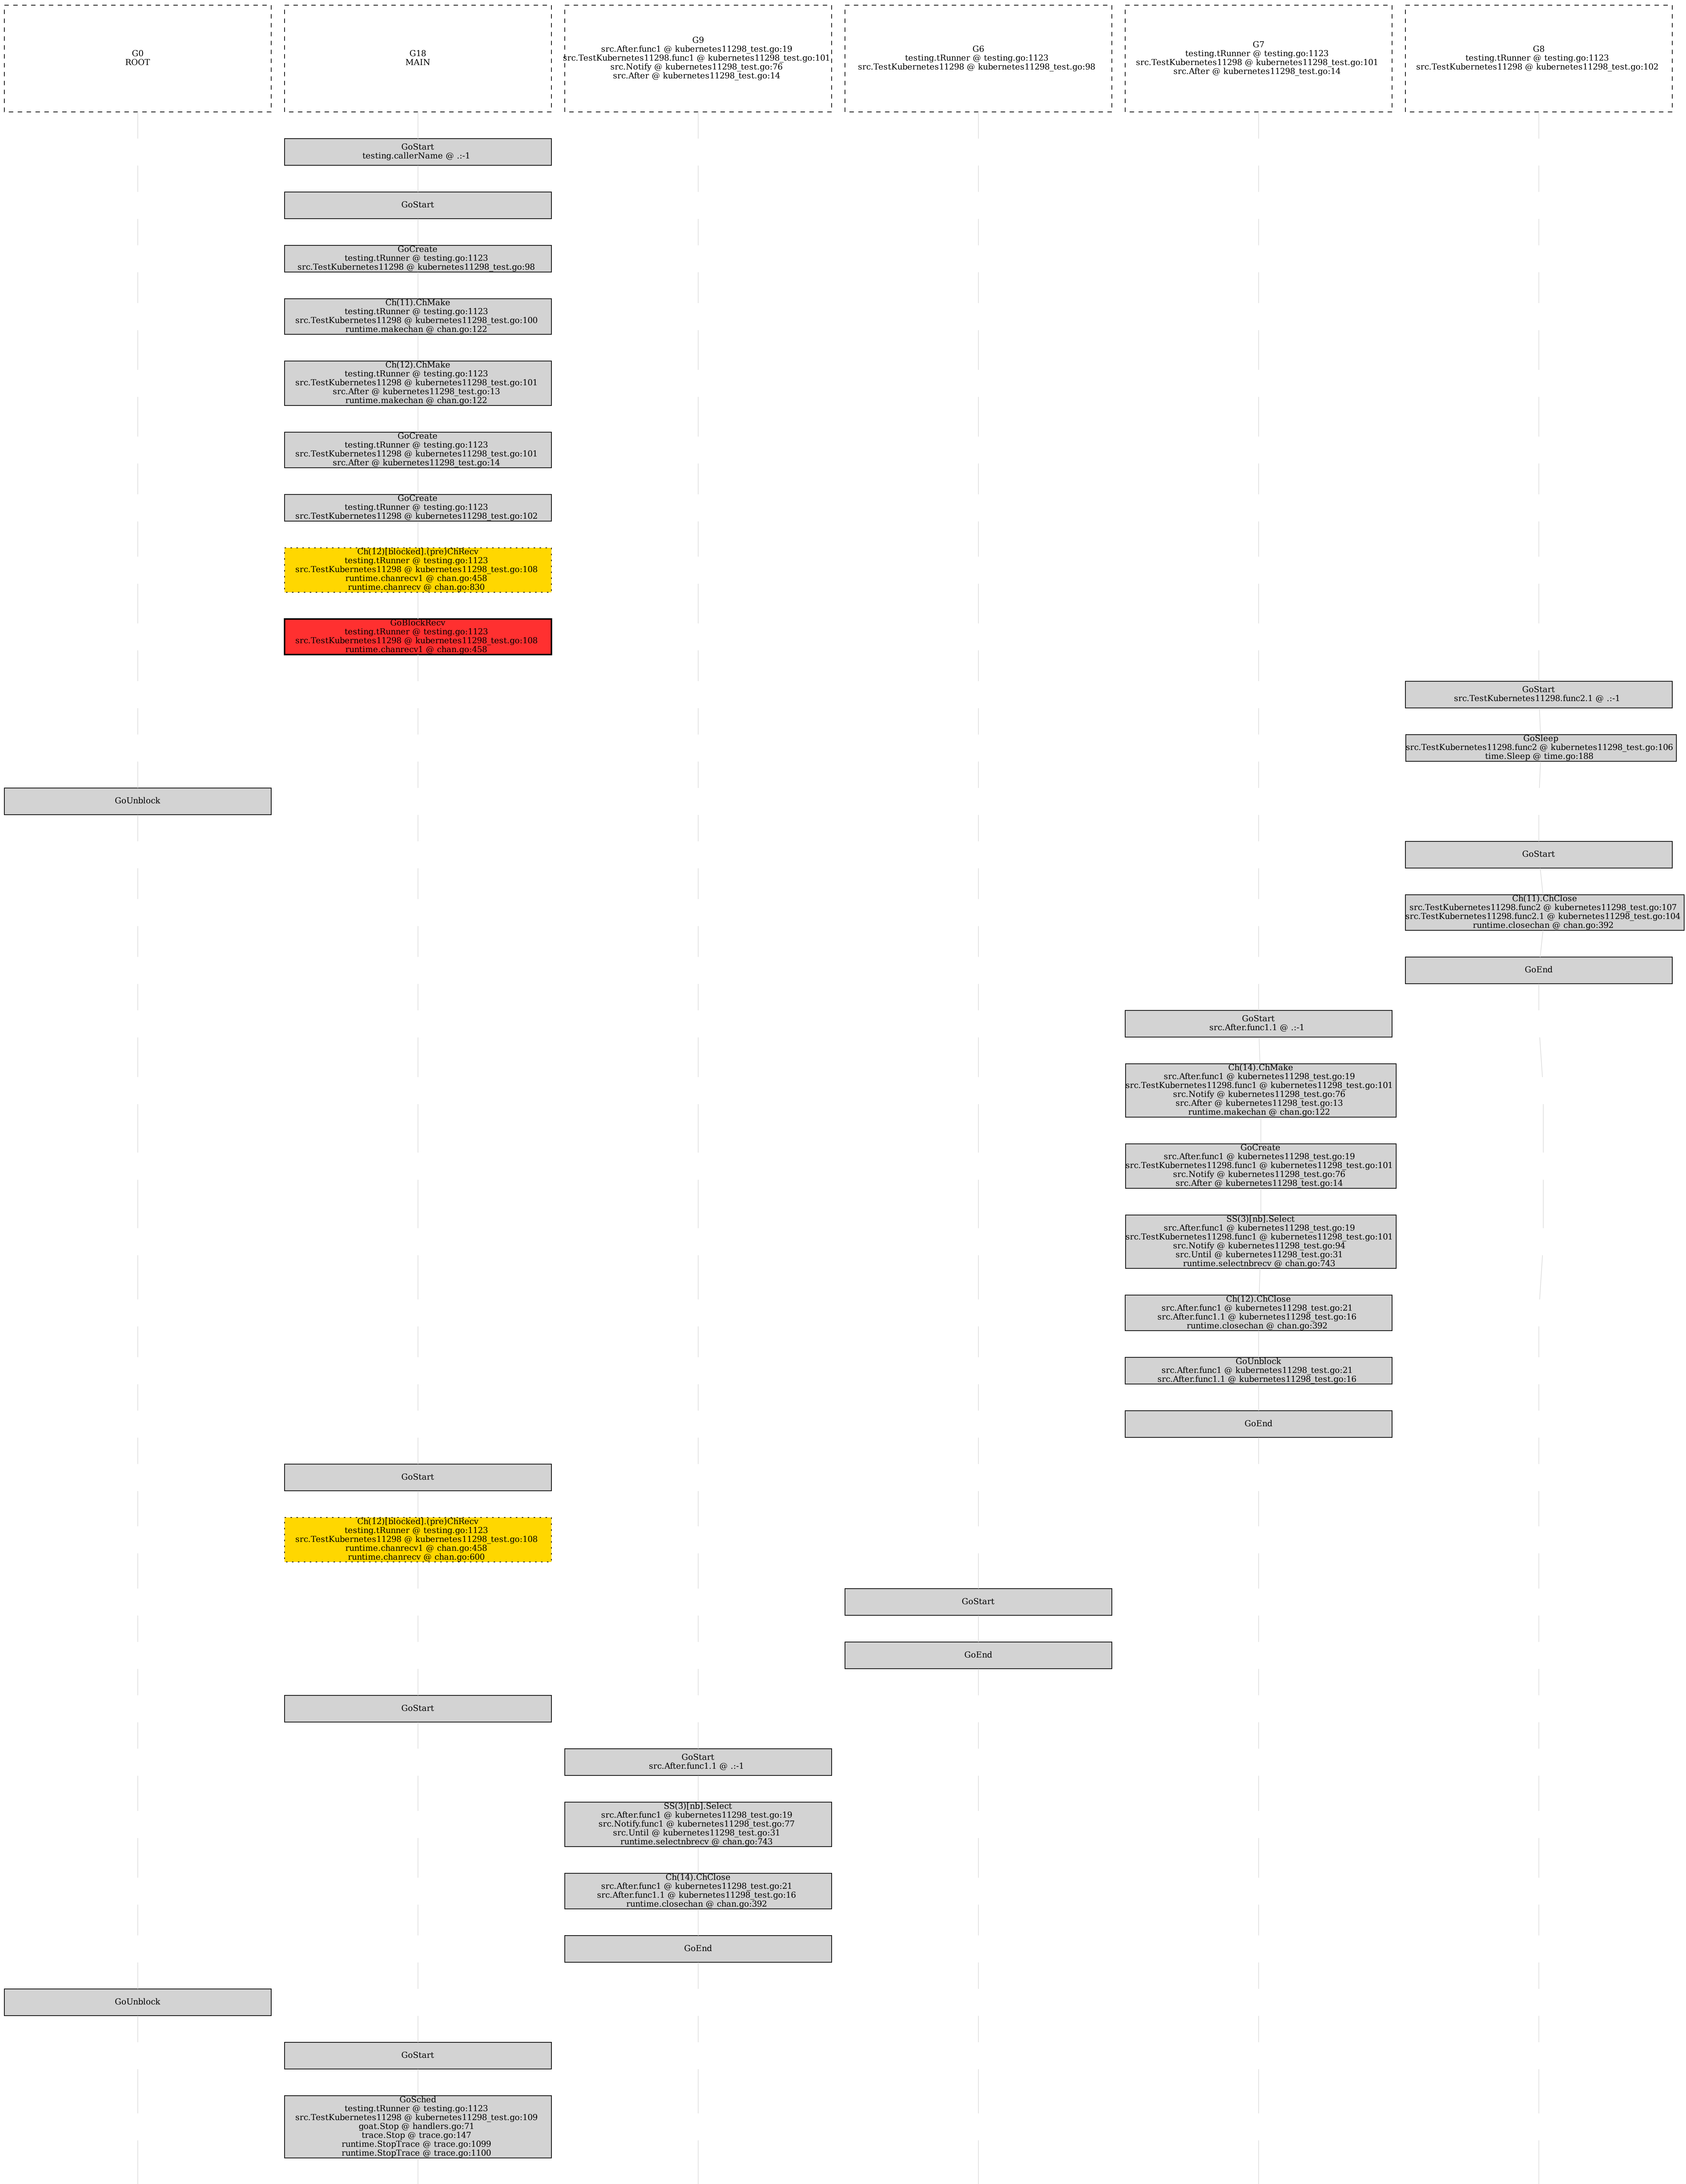 G0
ROOT
G18
MAIN
G9
src.After.func1 @ kubernetes11298_test.go:19
src.TestKubernetes11298.func1 @ kubernetes11298_test.go:101
src.Notify @ kubernetes11298_test.go:76
src.After @ kubernetes11298_test.go:14
G6
testing.tRunner @ testing.go:1123
src.TestKubernetes11298 @ kubernetes11298_test.go:98
G7
testing.tRunner @ testing.go:1123
src.TestKubernetes11298 @ kubernetes11298_test.go:101
src.After @ kubernetes11298_test.go:14
G8
testing.tRunner @ testing.go:1123
src.TestKubernetes11298 @ kubernetes11298_test.go:102
GoStart
testing.callerName @ .:-1
GoStart
GoCreate
testing.tRunner @ testing.go:1123
src.TestKubernetes11298 @ kubernetes11298_test.go:98
Ch(11).ChMake
testing.tRunner @ testing.go:1123
src.TestKubernetes11298 @ kubernetes11298_test.go:100
runtime.makechan @ chan.go:122
Ch(12).ChMake
testing.tRunner @ testing.go:1123
src.TestKubernetes11298 @ kubernetes11298_test.go:101
src.After @ kubernetes11298_test.go:13
runtime.makechan @ chan.go:122
GoCreate
testing.tRunner @ testing.go:1123
src.TestKubernetes11298 @ kubernetes11298_test.go:101
src.After @ kubernetes11298_test.go:14
GoCreate
testing.tRunner @ testing.go:1123
src.TestKubernetes11298 @ kubernetes11298_test.go:102
Ch(12)[blocked].(pre)ChRecv
testing.tRunner @ testing.go:1123
src.TestKubernetes11298 @ kubernetes11298_test.go:108
runtime.chanrecv1 @ chan.go:458
runtime.chanrecv @ chan.go:830
GoBlockRecv
testing.tRunner @ testing.go:1123
src.TestKubernetes11298 @ kubernetes11298_test.go:108
runtime.chanrecv1 @ chan.go:458
GoStart
src.TestKubernetes11298.func2.1 @ .:-1
GoSleep
src.TestKubernetes11298.func2 @ kubernetes11298_test.go:106
time.Sleep @ time.go:188
GoUnblock
GoStart
Ch(11).ChClose
src.TestKubernetes11298.func2 @ kubernetes11298_test.go:107
src.TestKubernetes11298.func2.1 @ kubernetes11298_test.go:104
runtime.closechan @ chan.go:392
GoEnd
GoStart
src.After.func1.1 @ .:-1
Ch(14).ChMake
src.After.func1 @ kubernetes11298_test.go:19
src.TestKubernetes11298.func1 @ kubernetes11298_test.go:101
src.Notify @ kubernetes11298_test.go:76
src.After @ kubernetes11298_test.go:13
runtime.makechan @ chan.go:122
GoCreate
src.After.func1 @ kubernetes11298_test.go:19
src.TestKubernetes11298.func1 @ kubernetes11298_test.go:101
src.Notify @ kubernetes11298_test.go:76
src.After @ kubernetes11298_test.go:14
SS(3)[nb].Select
src.After.func1 @ kubernetes11298_test.go:19
src.TestKubernetes11298.func1 @ kubernetes11298_test.go:101
src.Notify @ kubernetes11298_test.go:94
src.Until @ kubernetes11298_test.go:31
runtime.selectnbrecv @ chan.go:743
Ch(12).ChClose
src.After.func1 @ kubernetes11298_test.go:21
src.After.func1.1 @ kubernetes11298_test.go:16
runtime.closechan @ chan.go:392
GoUnblock
src.After.func1 @ kubernetes11298_test.go:21
src.After.func1.1 @ kubernetes11298_test.go:16
GoEnd
GoStart
Ch(12)[blocked].(pre)ChRecv
testing.tRunner @ testing.go:1123
src.TestKubernetes11298 @ kubernetes11298_test.go:108
runtime.chanrecv1 @ chan.go:458
runtime.chanrecv @ chan.go:600
GoStart
GoEnd
GoStart
GoStart
src.After.func1.1 @ .:-1
SS(3)[nb].Select
src.After.func1 @ kubernetes11298_test.go:19
src.Notify.func1 @ kubernetes11298_test.go:77
src.Until @ kubernetes11298_test.go:31
runtime.selectnbrecv @ chan.go:743
Ch(14).ChClose
src.After.func1 @ kubernetes11298_test.go:21
src.After.func1.1 @ kubernetes11298_test.go:16
runtime.closechan @ chan.go:392
GoEnd
GoUnblock
GoStart
GoSched
testing.tRunner @ testing.go:1123
src.TestKubernetes11298 @ kubernetes11298_test.go:109
goat.Stop @ handlers.go:71
trace.Stop @ trace.go:147
runtime.StopTrace @ trace.go:1099
runtime.StopTrace @ trace.go:1100